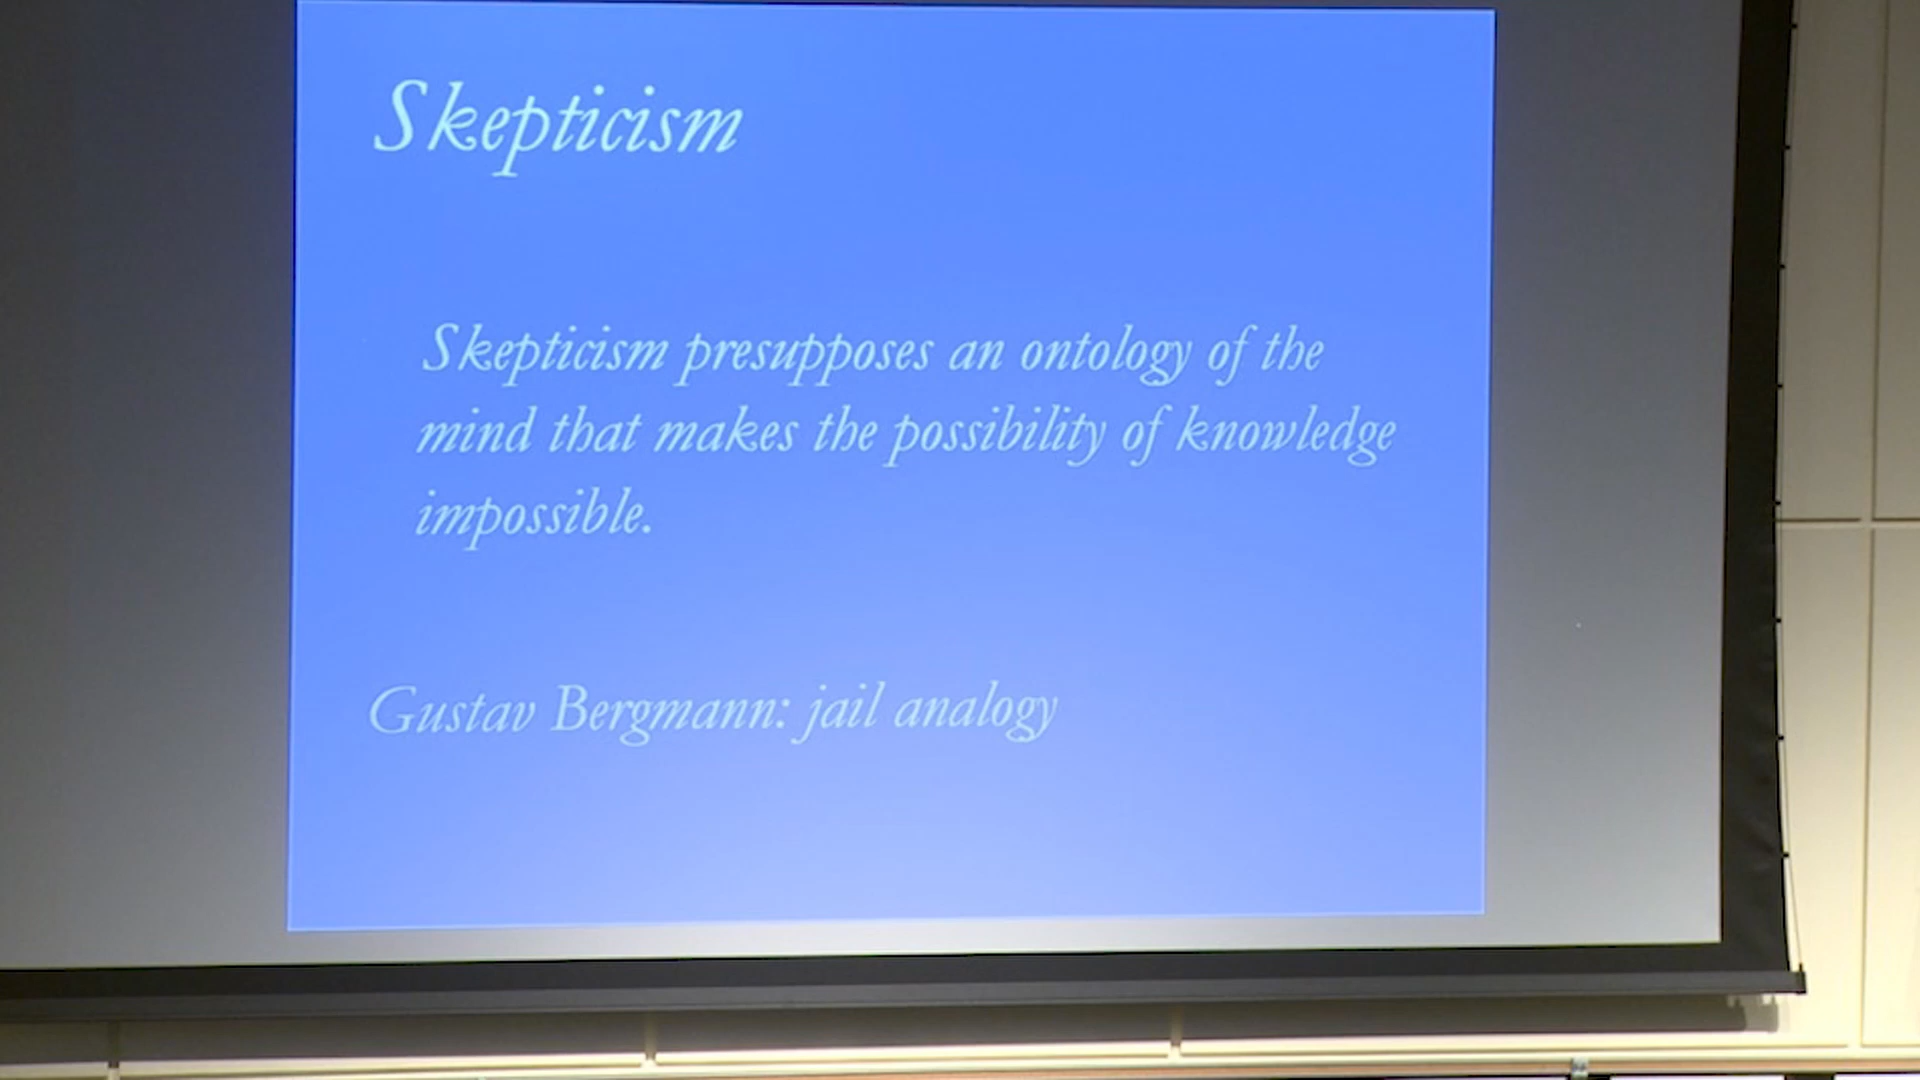 Skepticism
Skepticism presupposes an ontology of the
mind that makes the possibility of knowledge
impossible.
Gustav Bergmann: jail analogy